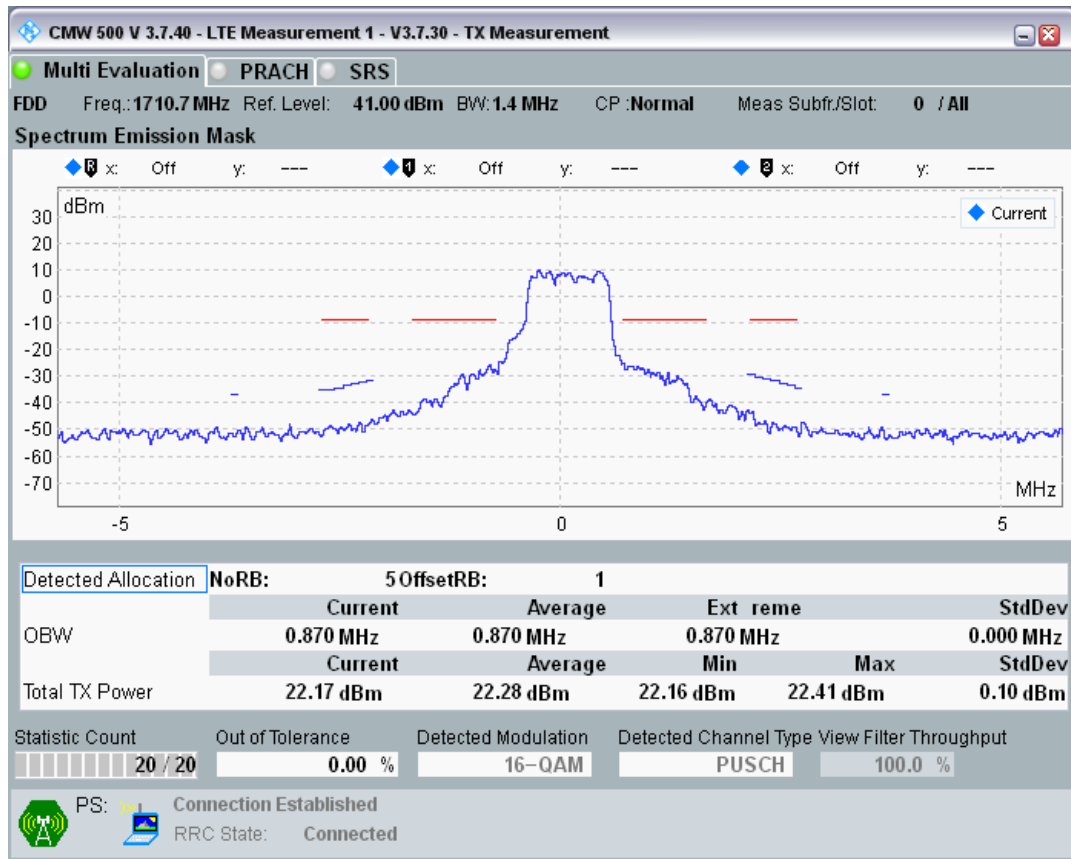 CMW 500 V 3.7.40 - LTE Measurement 1 - V3.7.30 - TX Measurement
Multi Evaluation PRACH SRS
FDD Freq.:1710.7 MHz Ref. Level: 41.00 dBm BW:1.4 MHz CP :Normal Meas Subfr./Slot: 0 / All
Spectrum Emission Mask
R x: Off y: --- 1 x: Off y: --- 2 x: Off y: ---
dBm
Current
30
20
10
0
-10
-20
-30
-40
-50
-60
-70
MHz
-5 0 5
Detected Allocation NoRB: 5 OffsetRB: 1
Current Average Ext reme StdDev
OBW 0.870 MHz 0.870 MHz 0.870 MHz 0.000 MHz
Current Average Min Max StdDev
Total TX Power 22.17 dBm 22.28 dBm 22.16 dBm 22.41 dBm 0.10 dBm
Statistic Count Out of Tolerance Detected Modulation Detected Channel Type View Filter Throughput
20 / 20 0.00 % 16-QAM PUSCH 100.0 %
PS: Connection Established
RRC State: Connected